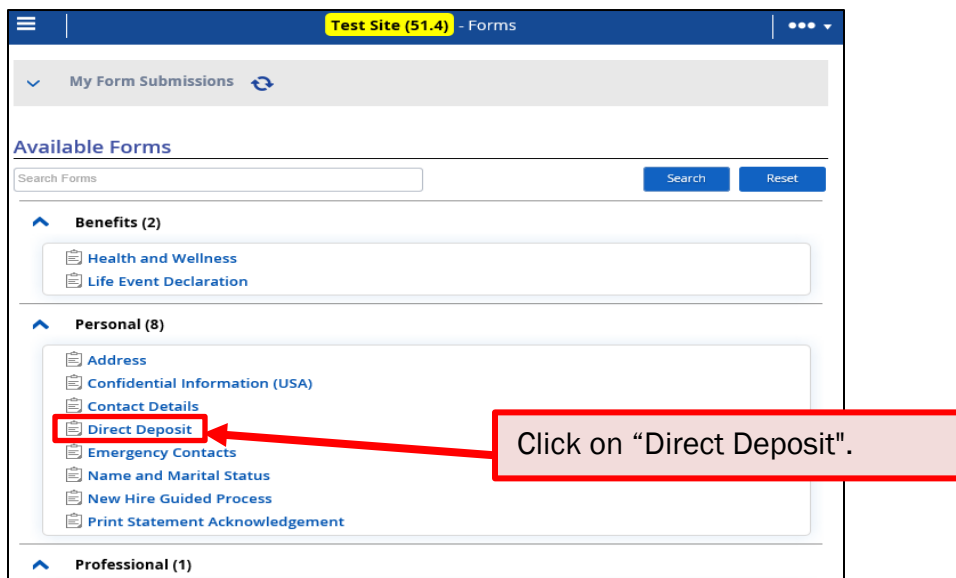 Test Site (51.4) - Forms
My Form Submissions
Available Forms
Search Forms
Search
Reset
Benefits (2)
Health and Wellness
Life Event Declaration
Personal (8)
Address
Confidential Information (USA)
Contact Details
Direct Deposit
Emergency Contacts
Name and Marital Status
New Hire Guided Process
Print Statement Acknowledgement
Click on “Direct Deposit".
Professional (1)